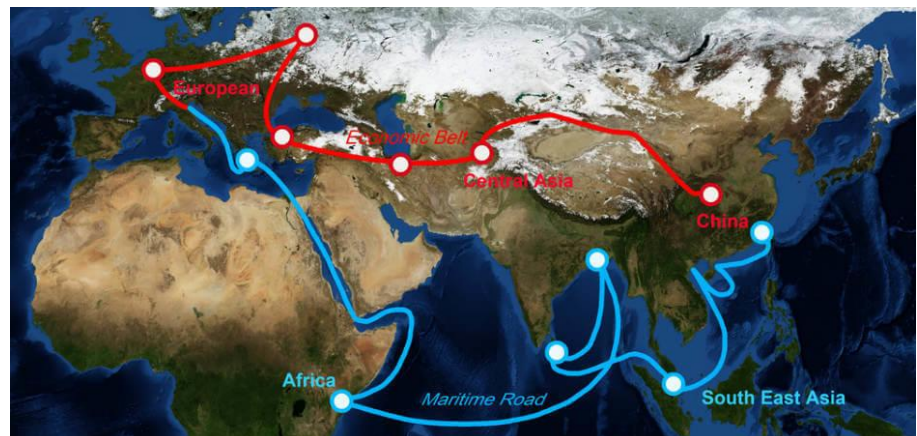 European
Economic Belt
Central Asia
China
Africa
Maritime Road
South East Asia